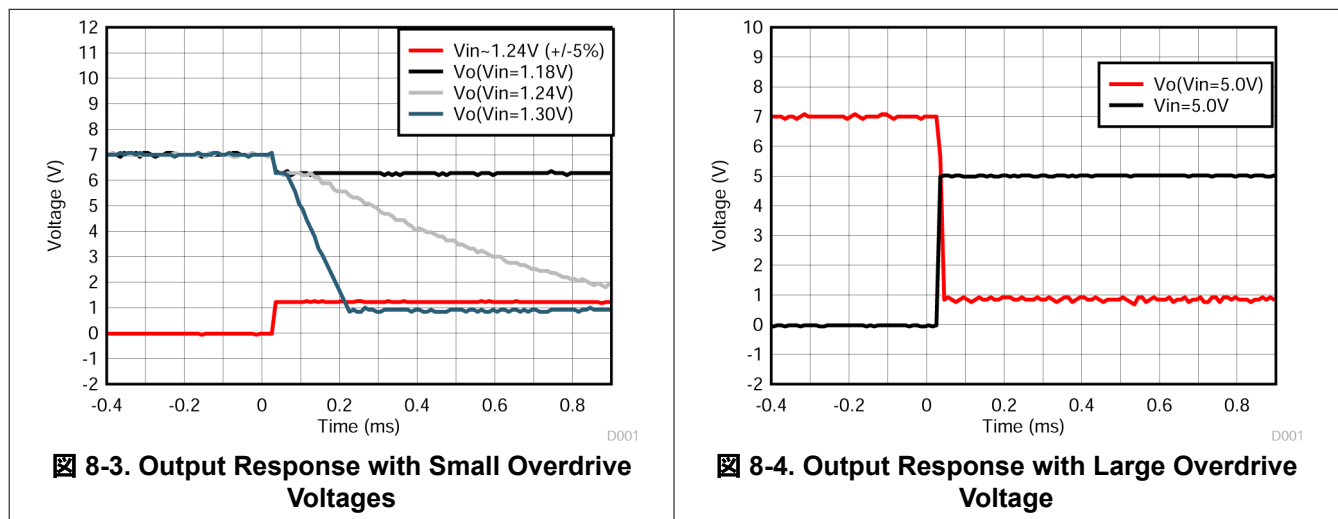 12
11
10
9
8
7
6
5
4
3
2
1
0
-1
-2
Voltage (V)
Vin~1.24V (+/-5%)
Vo(Vin=1.18V)
Vo(Vin=1.24V)
Vo(Vin=1.30V)
-0.4 -0.2 0 0.2 0.4 0.6 0.8
Time (ms)
D001
図 8-3. Output Response with Small Overdrive
Voltages
10
9
8
7
6
5
4
3
2
1
0
-1
-2
Voltage (V)
Vo(Vin=5.0V)
Vin=5.0V
-0.4 -0.2 0 0.2 0.4 0.6 0.8
Time (ms)
D001
図 8-4. Output Response with Large Overdrive
Voltage